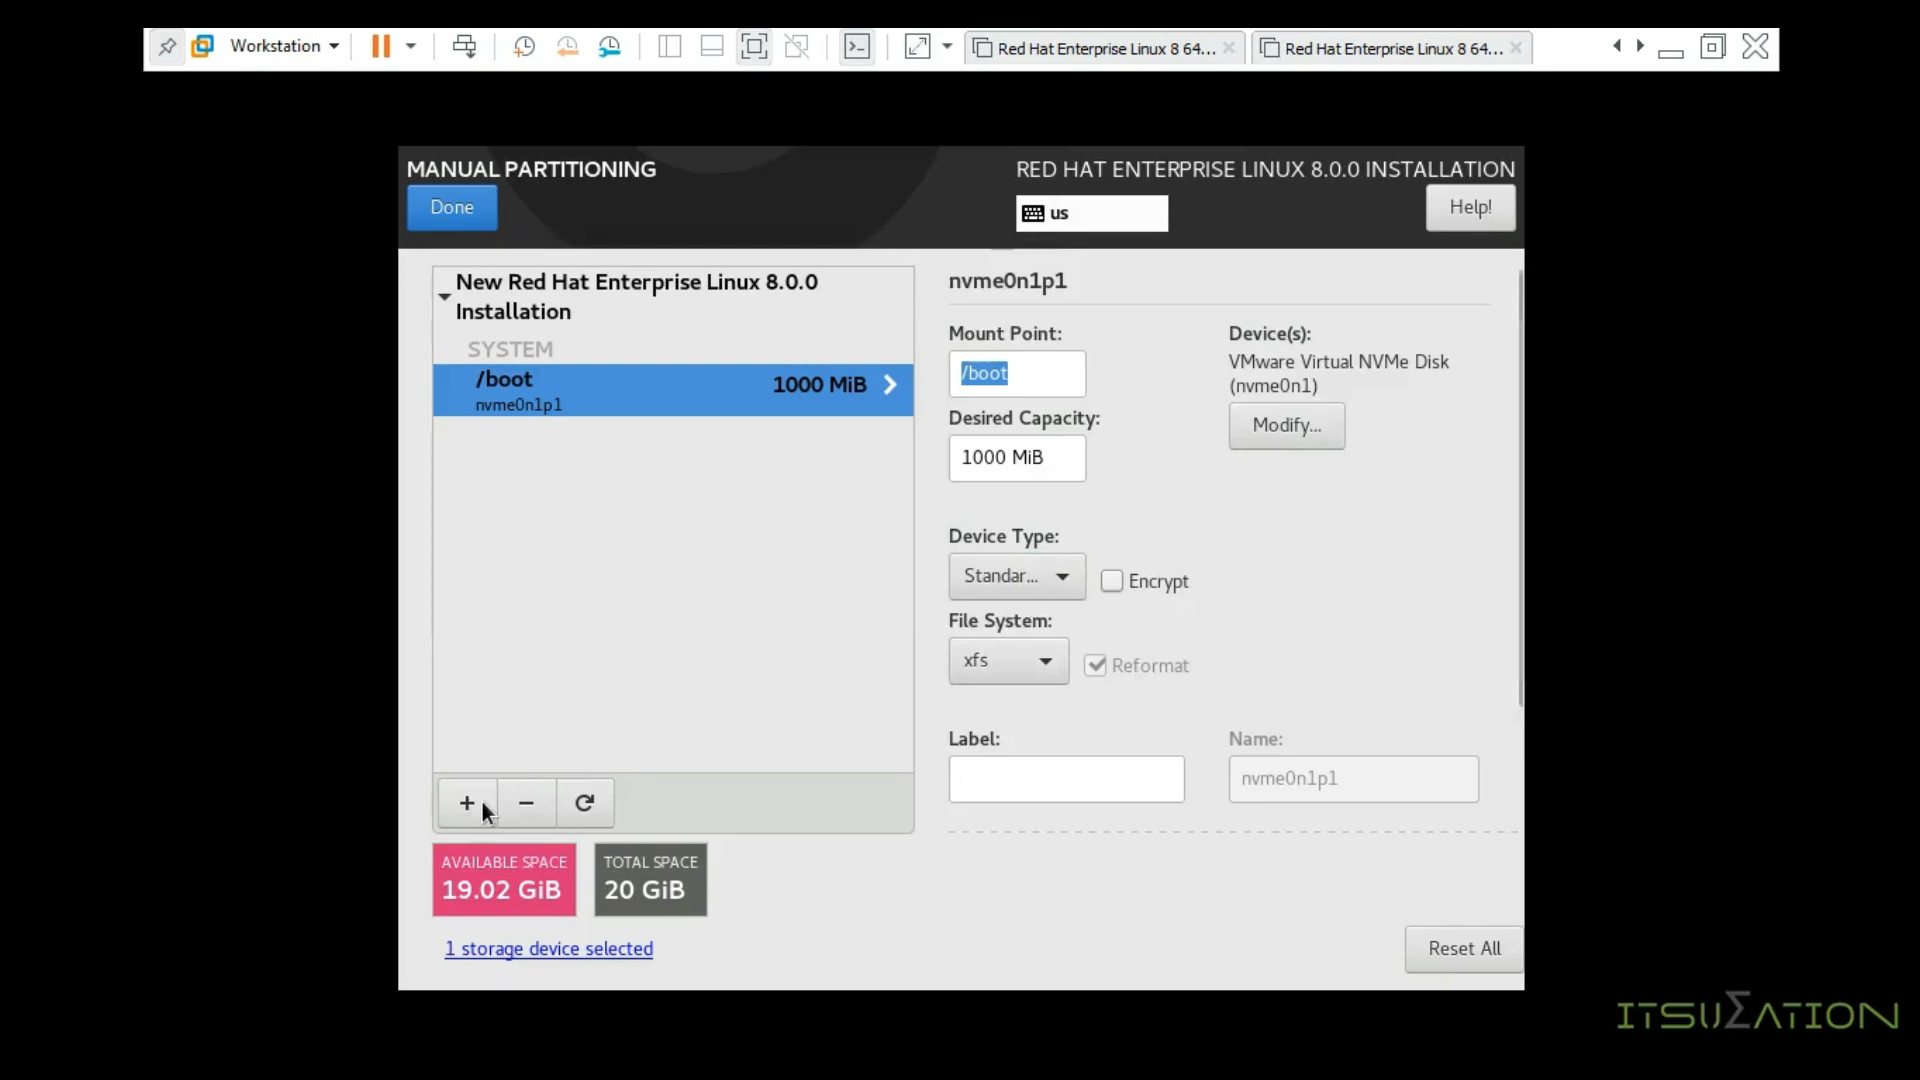 Workstation
Red Hat Enterprise Linux 8 64...
Red Hat Enterprise Linux 8 64...
MANUAL PARTITIONING
RED HAT ENTERPRISE LINUX 8.0.0 INSTALLATION
Done
us
Help!
New Red Hat Enterprise Linux 8.0.0
Installation
SYSTEM
/boot
1000 MiB
nvme0n1p1
nvme0n1p1
Mount Point:
/boot
Device(s):
VMware Virtual NVMe Disk
(nvme0n1)
Modify...
Desired Capacity:
1000 MiB
Device Type:
Standar...
Encrypt
File System:
xfs
Reformat
Label:
Name:
nvme0n1p1
+
-
AVAILABLE SPACE
19.02 GiB
TOTAL SPACE
20 GiB
1 storage device selected
Reset All
ITSUΣATION